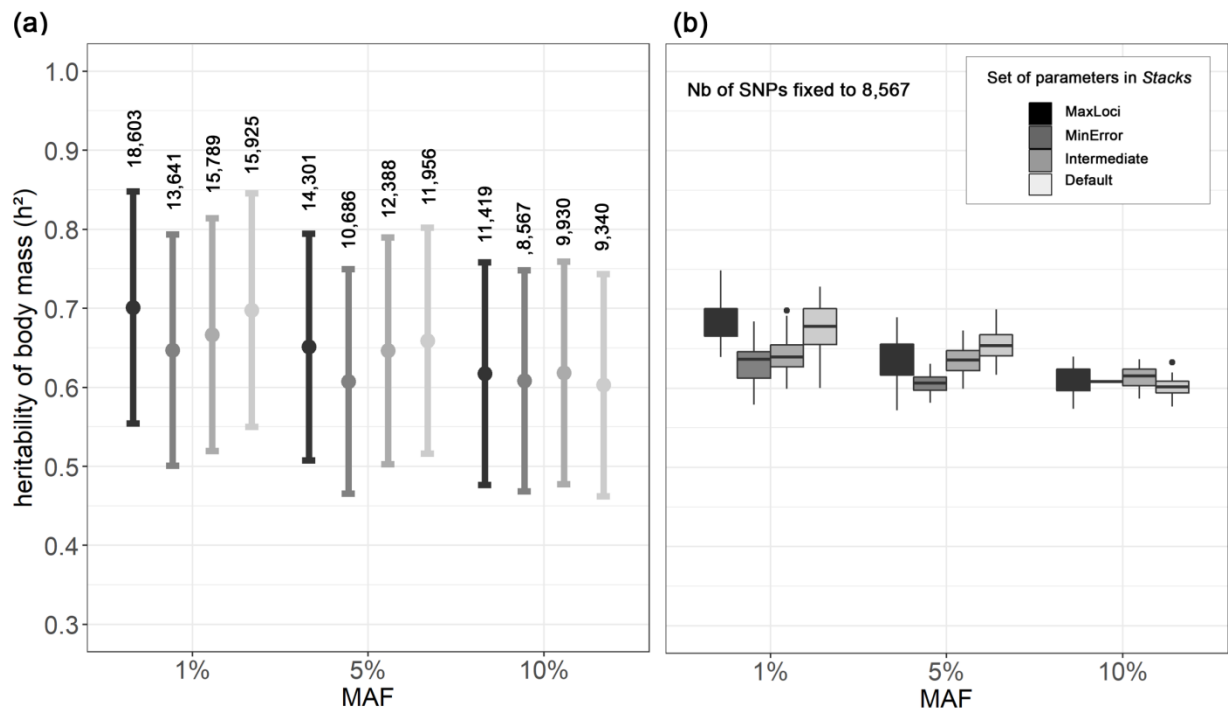 (a)
heritability of body mass (h²)
1.0
0.9
0.8
0.7
0.6
0.5
0.4
0.3
18,603
13,641
15,789
15,925
14,301
10,686
12,388
11,956
11,419
,8,567
9,930
9,340
1%
5%
10%
MAF
(b)
Nb of SNPs fixed to 8,567
Set of parameters in Stacks
MaxLoci
MinError
Intermediate
Default
1%
5%
10%
MAF